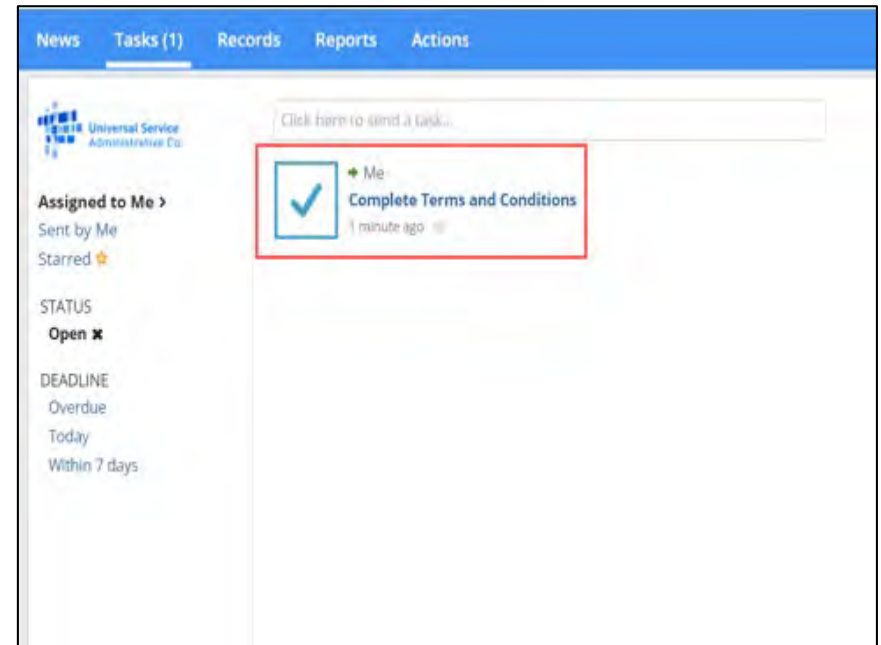 News Tasks (1) Records Reports Actions
Universal Service
Administrative Co.
Click here to send a task...
Assigned to Me >
Sent by Me
Starred
STATUS
Open ✖
DEADLINE
Overdue
Today
Within 7 days
Me
Complete Terms and Conditions
1 minute ago